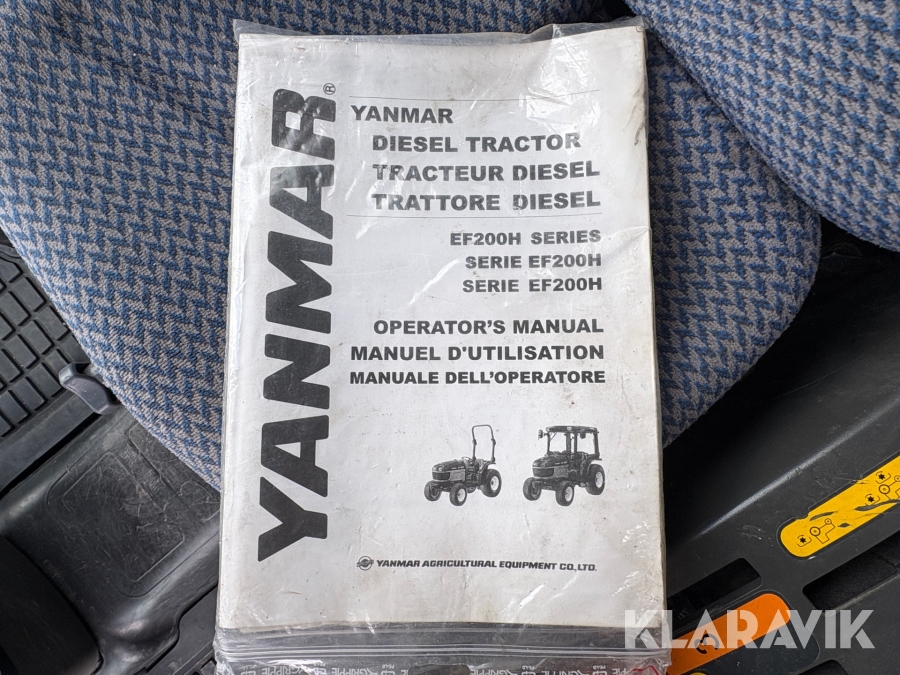 YANMAR®
YANMAR
DIESEL TRACTOR
TRACTEUR DIESEL
TRATTORE DIESEL
EF200H SERIES
SERIE EF200H
SERIE EF200H
OPERATOR'S MANUAL
MANUEL D'UTILISATION
MANUALE DELL'OPERATORE
YANMAR AGRICULTURAL EQUIPMENT CO., LTD.
KLARAVIK